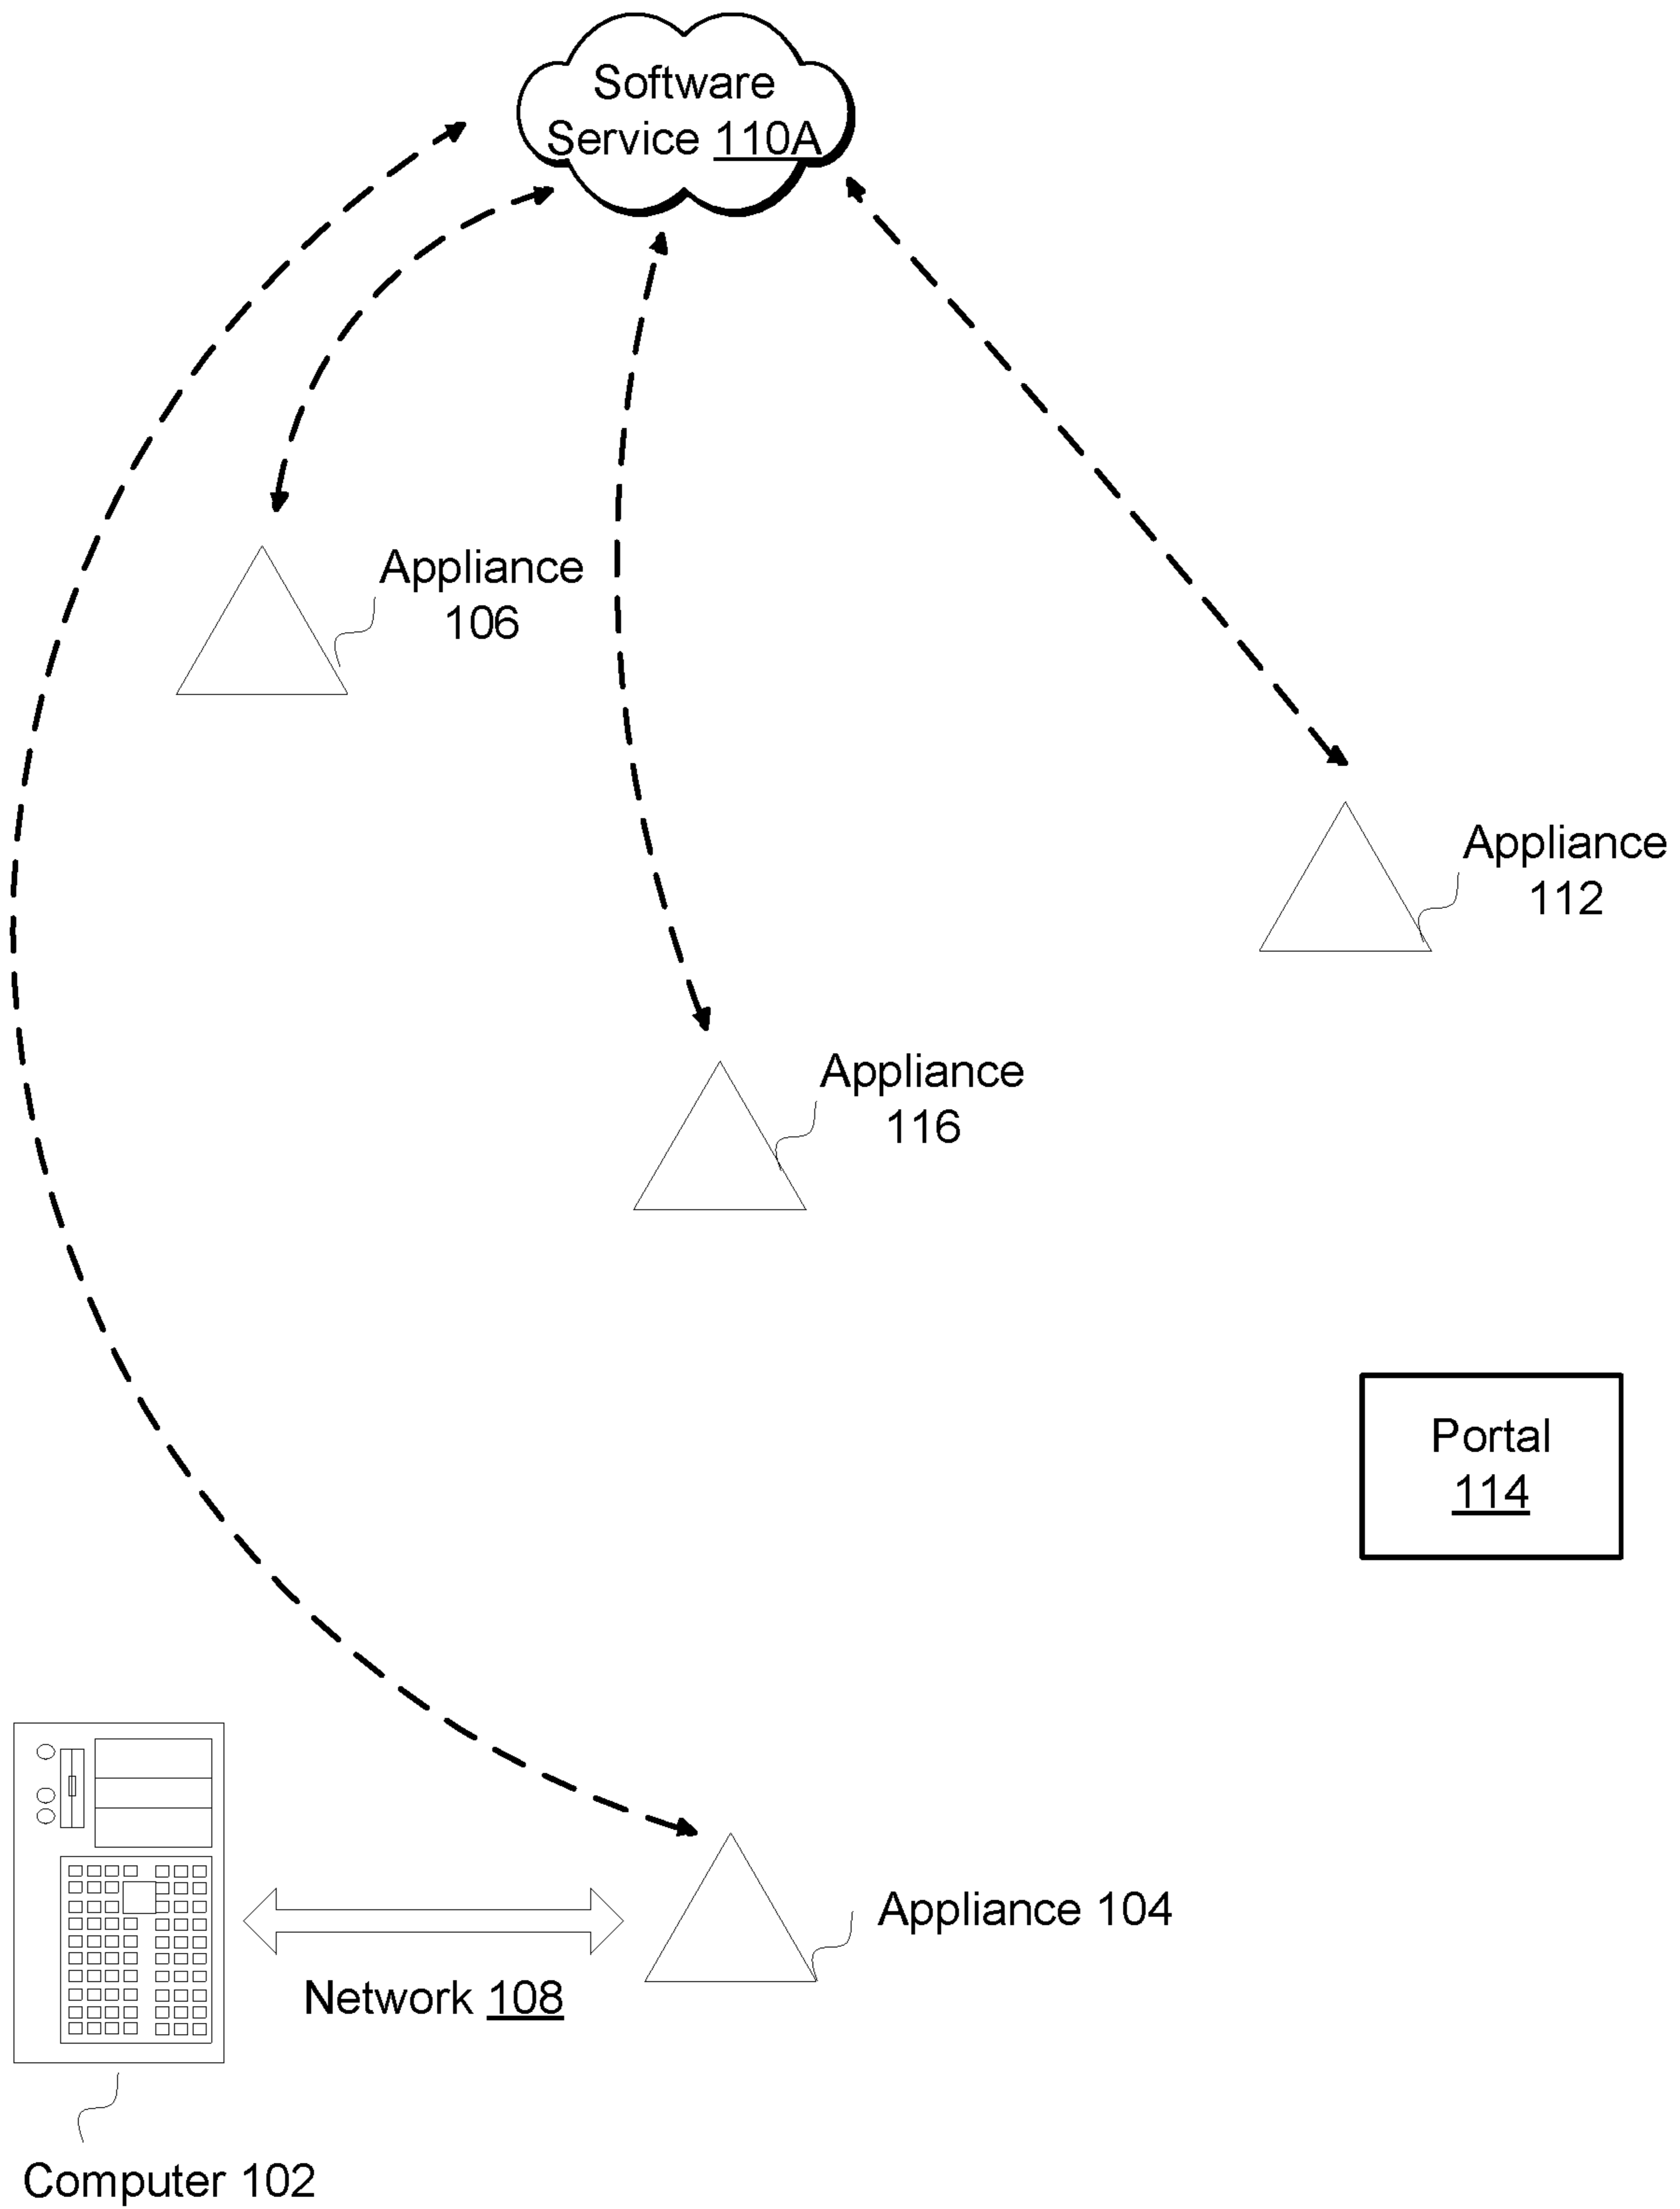 Software
Service 110A
Appliance
106
Appliance
112
Appliance
116
Portal
114
Appliance 104
Network 108
Computer 102